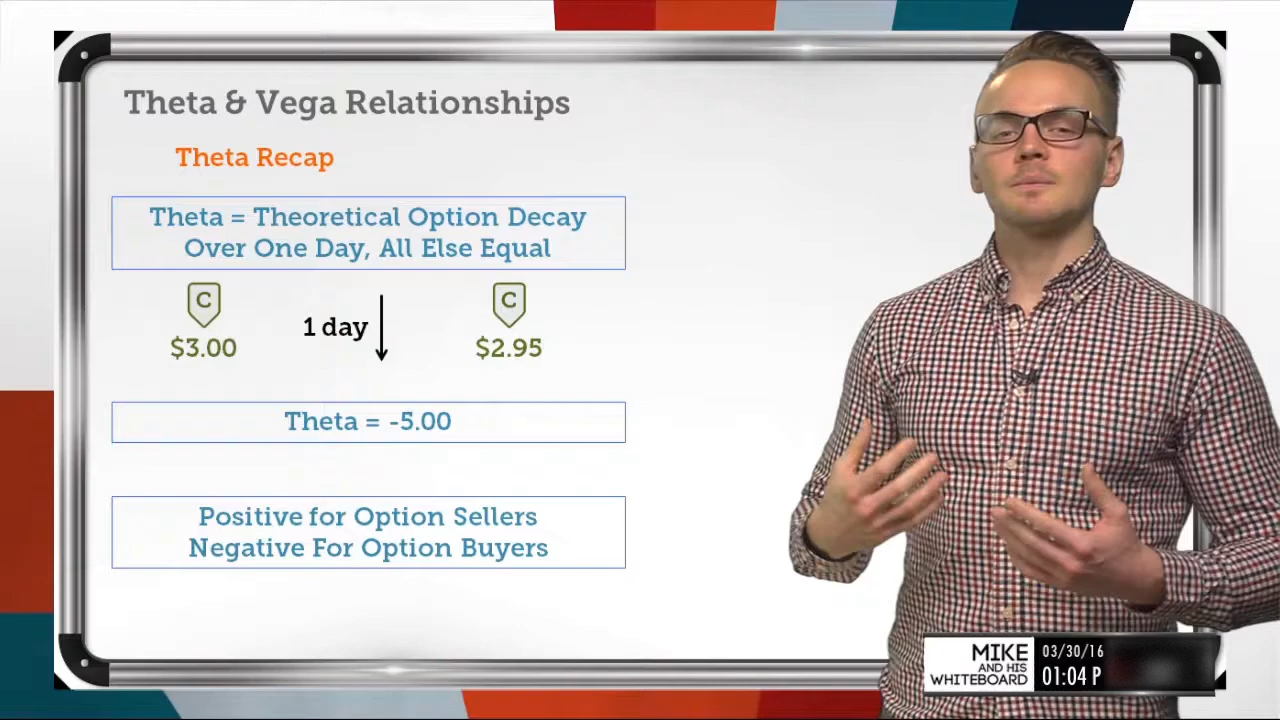 Theta & Vega Relationships
Theta Recap
Theta = Theoretical Option Decay
Over One Day, All Else Equal
C
C
1 day
$3.00
$2.95
Theta = -5.00
Positive for Option Sellers
Negative For Option Buyers
MIKE
AND HIS
WHITEBOARD
03/30/16
01:04 P